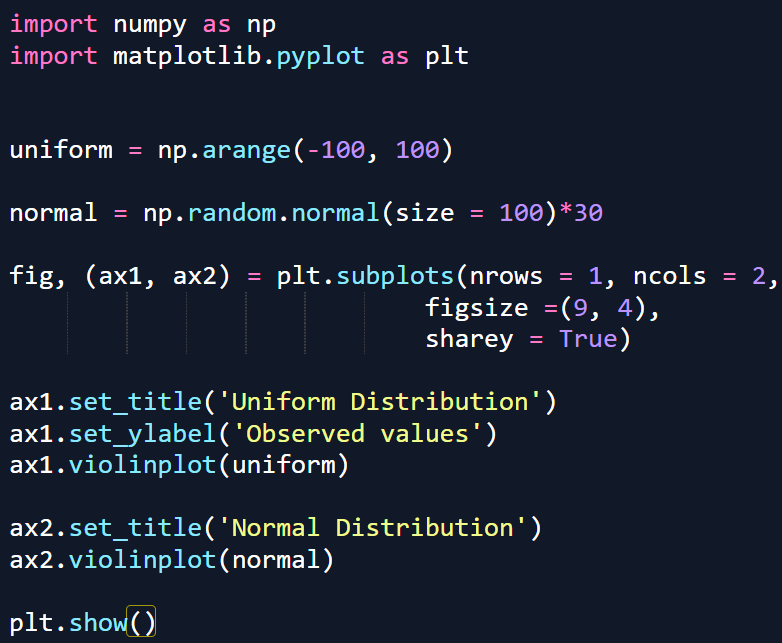 import numpy as np
import matplotlib.pyplot as plt
uniform = np.arange(-100, 100)
normal = np.random.normal(size = 100)*30
fig, (ax1, ax2) = plt.subplots(nrows = 1, ncols = 2,
figsize =(9, 4),
sharey = True)
ax1.set_title('Uniform Distribution')
ax1.set_ylabel('Observed values')
ax1.violinplot(uniform)
ax2.set_title('Normal Distribution')
ax2.violinplot(normal)
plt.show()